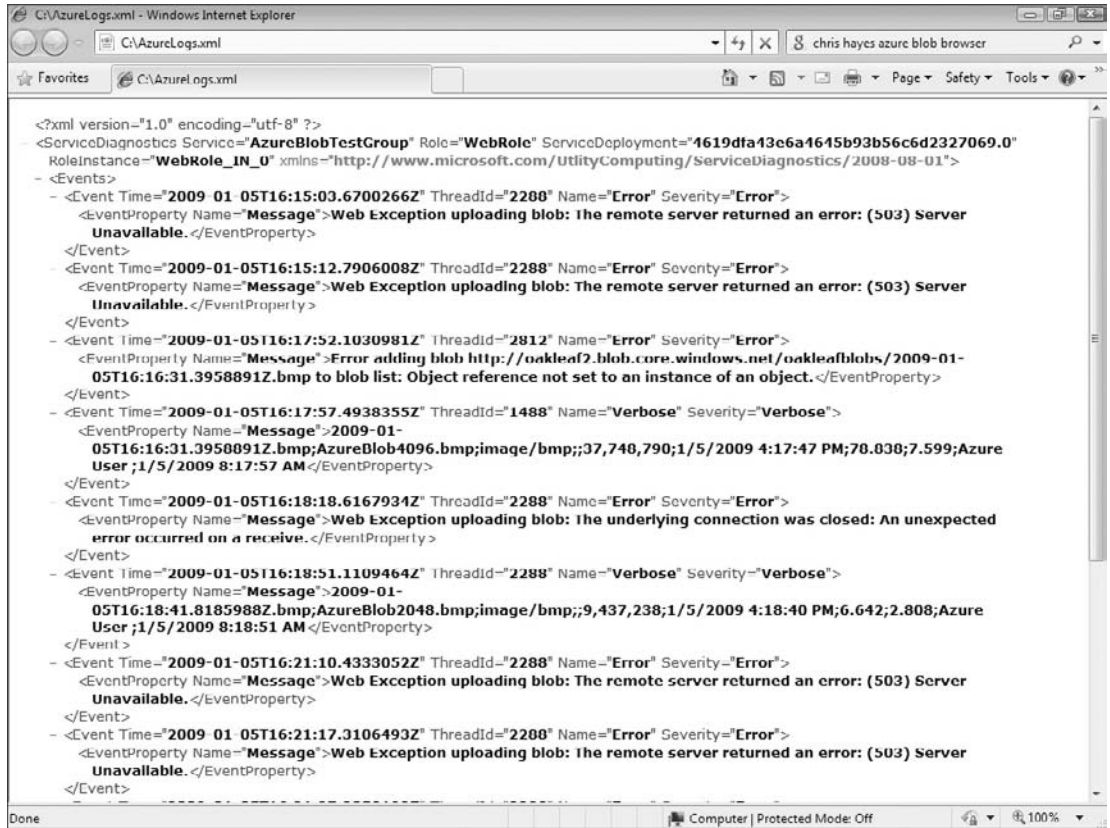 C:\AzureLogs.xml - Windows Internet Explorer
C:\AzureLogs.xml
chris hayes azure blob browser
Favorites
C:\AzureLogs.xml
Page
Safety
Tools
<?xml version="1.0" encoding="utf-8" ?>
- <ServiceDiagnostics Service="AzureBlobTestGroup" Role="WebRole" ServiceDeployment="4619dfa43e6a4645b93b56c6d2327069.0"
RoleInstance="WebRole_IN_0" xmlns="http://www.microsoft.com/UtlityComputing/ServiceDiagnostics/2008-08-01">
- <Events>
- <Event Time="2009-01-05T16:15:03.6700266Z" ThreadId="2288" Name="Error" Severity="Error">
<EventProperty Name="Message">Web Exception uploading blob: The remote server returned an error: (503) Server
Unavailable.</EventProperty>
</Event>
- <Event Time="2009-01-05T16:15:12.7906008Z" ThreadId="2288" Name="Error" Severity="Error">
<EventProperty Name="Message">Web Exception uploading blob: The remote server returned an error: (503) Server
Unavailable.</EventProperty>
</Event>
- <Event Time="2009-01-05T16:17:52.1030981Z" ThreadId="2812" Name="Error" Severity="Error">
<EventProperty Name="Message">Error adding blob http://oakleaf2.blob.core.windows.net/oakleafblobs/2009-01-
05T16:16:31.3958891Z.bmp to blob list: Object reference not set to an instance of an object.</EventProperty>
</Event>
- <Event Time="2009-01-05T16:17:57.4938355Z" ThreadId="1488" Name="Verbose" Severity="Verbose">
<EventProperty Name="Message">2009-01-
05T16:16:31.3958891Z.bmp;AzureBlob4096.bmp;image/bmp;;37,748,790;1/5/2009 4:17:47 PM;78.838;7.599;Azure
User ;1/5/2009 8:17:57 AM</EventProperty>
</Event>
- <Event Time="2009-01-05T16:18:18.6167934Z" ThreadId="2288" Name="Error" Severity="Error">
<EventProperty Name="Message">Web Exception uploading blob: The underlying connection was closed: An unexpected
error occurred on a receive.</EventProperty>
</Event>
- <Event Time="2009-01-05T16:18:51.1109464Z" ThreadId="2288" Name="Verbose" Severity="Verbose">
<EventProperty Name="Message">2009-01-
05T16:18:41.8185988Z.bmp;AzureBlob2048.bmp;image/bmp;;9,437,238;1/5/2009 4:18:40 PM;6.642;2.808;Azure
User ;1/5/2009 8:18:51 AM</EventProperty>
</Event>
- <Event Time="2009-01-05T16:21:10.4333052Z" ThreadId="2288" Name="Error" Severity="Error">
<EventProperty Name="Message">Web Exception uploading blob: The remote server returned an error: (503) Server
Unavailable.</EventProperty>
</Event>
- <Event Time="2009-01-05T16:21:17.3106493Z" ThreadId="2288" Name="Error" Severity="Error">
<EventProperty Name="Message">Web Exception uploading blob: The remote server returned an error: (503) Server
Unavailable.</EventProperty>
</Event>
Done
Computer | Protected Mode: Off
100%